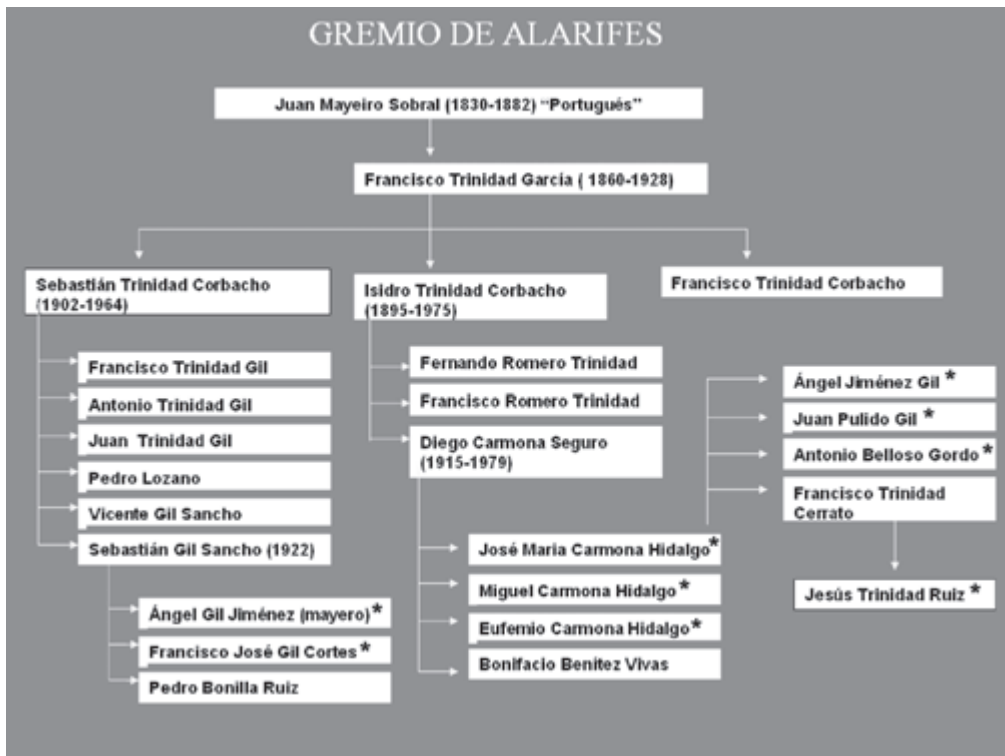 GREMIO DE ALARIFES
Juan Mayeiro Sobral (1830-1882) “Portugués”
Francisco Trinidad García ( 1860-1928)
Sebastián Trinidad Corbacho
(1902-1964)
Francisco Trinidad Gil
Antonio Trinidad Gil
Juan Trinidad Gil
Pedro Lozano
Vicente Gil Sancho
Sebastián Gil Sancho (1922)
Ángel Gil Jiménez (mayero)*
Francisco José Gil Cortes *
Pedro Bonilla Ruiz
Isidro Trinidad Corbacho
(1895-1975)
Fernando Romero Trinidad
Francisco Romero Trinidad
Diego Carmona Seguro
(1915-1979)
José Maria Carmona Hidalgo*
Miguel Carmona Hidalgo*
Eufemio Carmona Hidalgo*
Bonifacio Benítez Vivas
Francisco Trinidad Corbacho
Ángel Jiménez Gil *
Juan Pulido Gil *
Antonio Belloso Gordo *
Francisco Trinidad
Cerrato
Jesús Trinidad Ruiz *